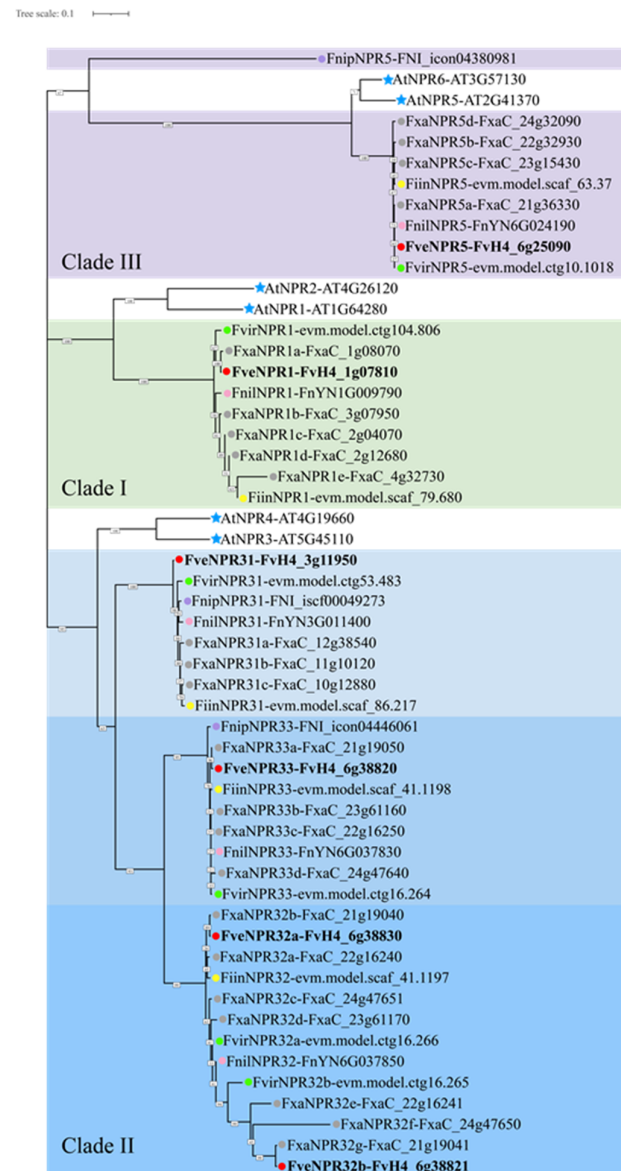 Tree scale: 0.1
FnipNPR5-FNI_icon04380981
AtNPR6-AT3G57130
AtNPR5-AT2G41370
FxaNPR5d-FxaC_24g32090
FxaNPR5b-FxaC_22g32930
FxaNPR5c-FxaC_23g15430
FiinNPR5-evm.model.scaf_63.37
FxaNPR5a-FxaC_21g36330
FnilNPR5-FnYN6G024190
FveNPR5-FvH4_6g25090
FvirNPR5-evm.model.ctg10.1018
Clade III
AtNPR2-AT4G26120
AtNPR1-AT1G64280
FvirNPR1-evm.model.ctg104.806
FxaNPR1a-FxaC_1g08070
FveNPR1-FvH4_1g07810
FnilNPR1-FnYN1G009790
FxaNPR1b-FxaC_3g07950
FxaNPR1c-FxaC_2g04070
FxaNPR1d-FxaC_2g12680
FxaNPR1e-FxaC_4g32730
FiinNPR1-evm.model.scaf_79.680
Clade I
AtNPR4-AT4G19660
AtNPR3-AT5G45110
FveNPR31-FvH4_3g11950
FvirNPR31-evm.model.ctg53.483
FnipNPR31-FNI_iscf00049273
FnilNPR31-FnYN3G011400
FxaNPR31a-FxaC_12g38540
FxaNPR31b-FxaC_11g10120
FxaNPR31c-FxaC_10g12880
FiinNPR31-evm.model.scaf_86.217
FnipNPR33-FNI_icon04446061
FxaNPR33a-FxaC_21g19050
FveNPR33-FvH4_6g38820
FiinNPR33-evm.model.scaf_41.1198
FxaNPR33b-FxaC_23g61160
FxaNPR33c-FxaC_22g16250
FnilNPR33-FnYN6G037830
FxaNPR33d-FxaC_24g47640
FvirNPR33-evm.model.ctg16.264
FxaNPR32b-FxaC_21g19040
FveNPR32a-FvH4_6g38830
FxaNPR32a-FxaC_22g16240
FiinNPR32-evm.model.scaf_41.1197
FxaNPR32c-FxaC_24g47651
FxaNPR32d-FxaC_23g61170
FvirNPR32a-evm.model.ctg16.266
FnilNPR32-FnYN6G037850
FvirNPR32b-evm.model.ctg16.265
FxaNPR32e-FxaC_22g16241
FxaNPR32f-FxaC_24g47650
FxaNPR32g-FxaC_21g19041
FveNPR32b-FvH4_6g38821
Clade II